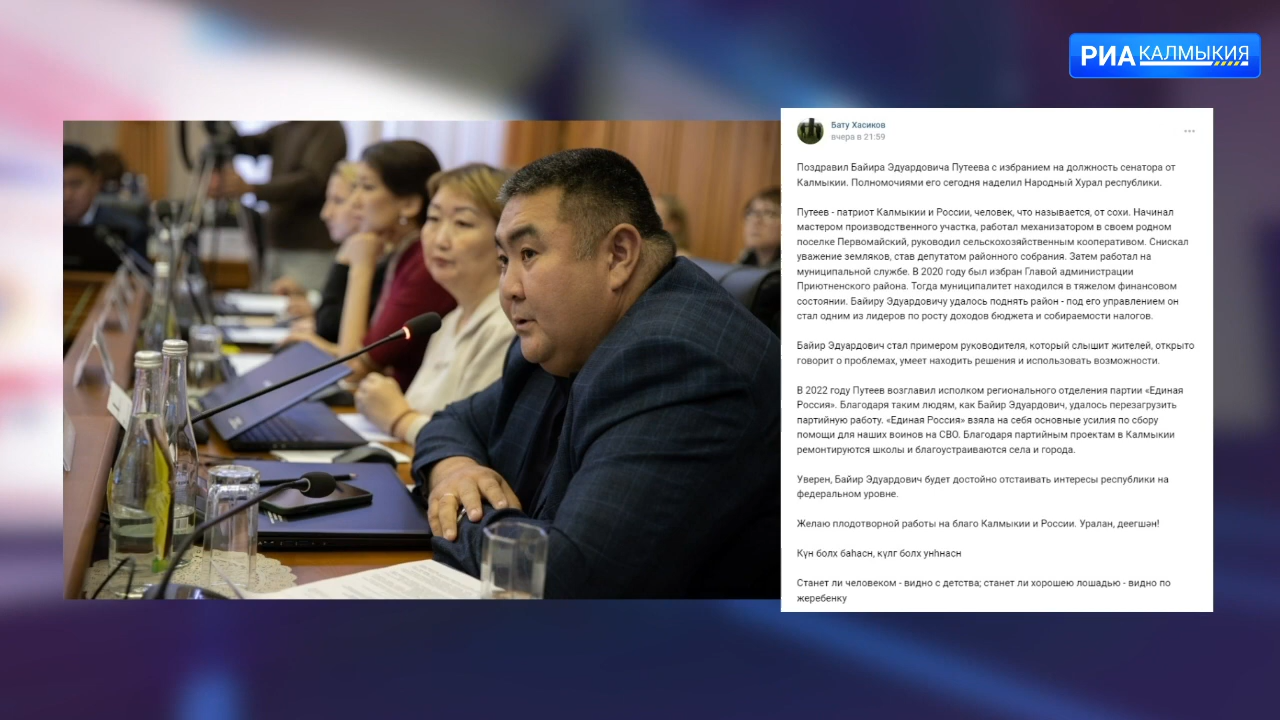 РИА КАЛМЫКИЯ
Бату Хасиков
вчера в 21:59
Поздравил Байира Эдуардовича Путеева с избранием на должность сенатора от
Калмыкии. Полномочиями его сегодня наделил Народный Хурал республики.
Путеев - патриот Калмыкии и России, человек, что называется, от сохи. Начинал
мастером производственного участка, работал механизатором в своем родном
поселке Первомайский, руководил сельскохозяйственным кооперативом. Снискал
уважение земляков, став депутатом районного собрания. Затем работал на
муниципальной службе. В 2020 году был избран Главой администрации
Приютненского района. Тогда муниципалитет находился в тяжелом финансовом
состоянии. Байиру Эдуардовичу удалось поднять район - под его управлением он
стал одним из лидеров по росту доходов бюджета и собираемости налогов.
Байир Эдуардович стал примером руководителя, который слышит жителей, открыто
говорит о проблемах, умеет находить решения и использовать возможности.
В 2022 году Путеев возглавил исполком регионального отделения партии «Единая
Россия». Благодаря таким людям, как Байир Эдуардович, удалось перезагрузить
партийную работу. «Единая Россия» взяла на себя основные усилия по сбору
помощи для наших воинов на СВО. Благодаря партийным проектам в Калмыкии
ремонтируются школы и благоустраиваются села и города.
Уверен, Байир Эдуардович будет достойно отстаивать интересы республики на
федеральном уровне.
Желаю плодотворной работы на благо Калмыкии и России. Уралан, деегшән!
Күн болх баһасн, күлг болх унһнасн
Станет ли человеком - видно с детства; станет ли хорошею лошадью - видно по
жеребенку